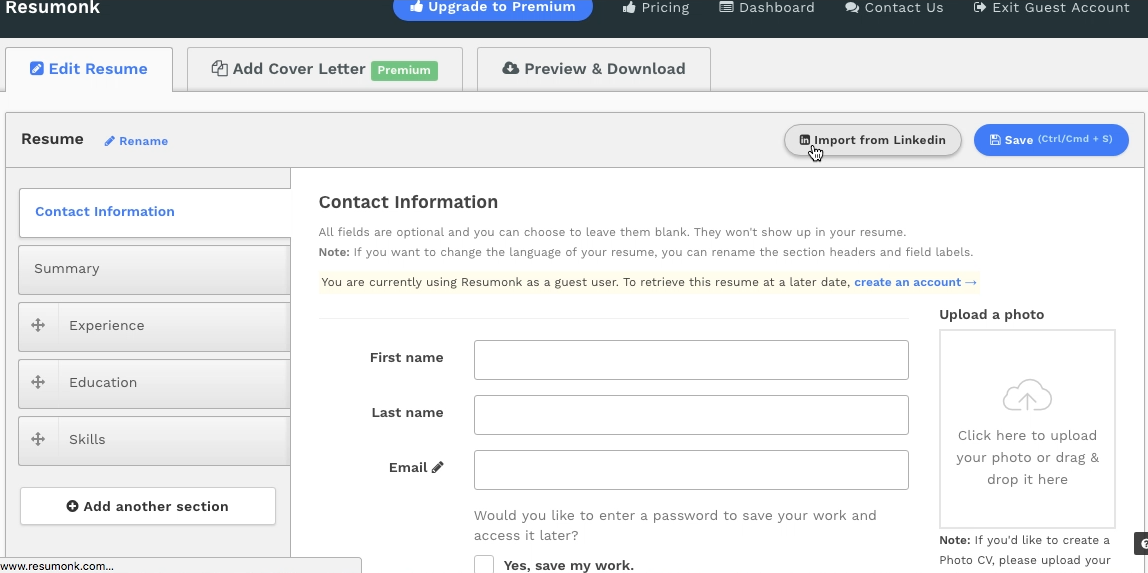 Resumonk
Upgrade to Premium
Pricing
Dashboard
Contact Us
Exit Guest Account
Edit Resume
Add Cover Letter Premium
Preview & Download
Resume
Rename
Import from Linkedin
Save (Ctrl/Cmd + S)
Contact Information
Summary
Experience
Education
Skills
Add another section
Contact Information
All fields are optional and you can choose to leave them blank. They won't show up in your resume.
Note: If you want to change the language of your resume, you can rename the section headers and field labels.
You are currently using Resumonk as a guest user. To retrieve this resume at a later date, create an account →
First name
Last name
Email
Would you like to enter a password to save your work and
access it later?
Yes, save my work.
Upload a photo
Click here to upload
your photo or drag &
drop it here
Note: If you'd like to create a
Photo CV, please upload your
www.resumonk.com...